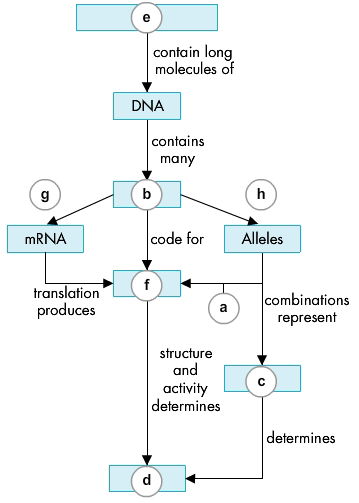 e
contain long
molecules of
DNA
contains
many
g
b
h
mRNA
code for
Alleles
translation
produces
f
a
combinations
represent
structure
and
activity
determines
c
determines
d